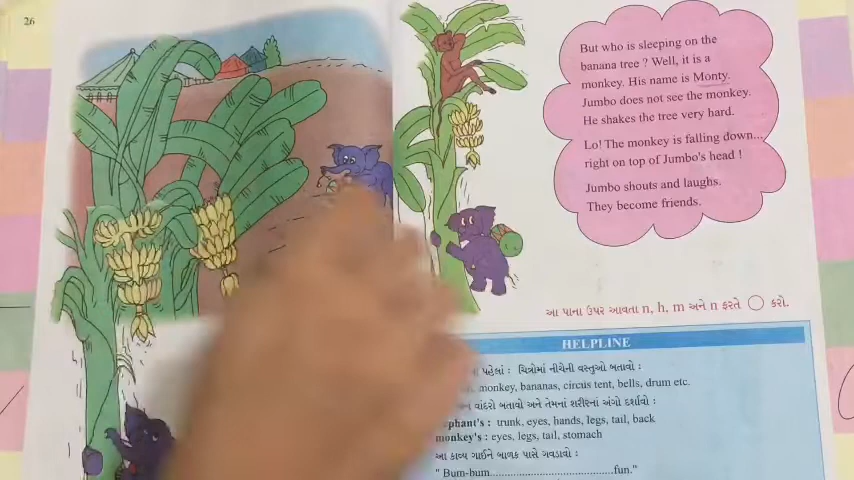 26
But who is sleeping on the
banana tree ? Well, it is a
monkey. His name is Monty.
Jumbo does not see the monkey.
He shakes the tree very hard.
Lo! The monkey is falling down...
right on top of Jumbo's head !
Jumbo shouts and laughs.
They become friends.
આ પાના ઉપર આવતા n, h, m અને n ફરતે ◯ કરો.
HELPLINE
પહેલાં : ચિત્રોમાં નીચેની વસ્તુઓ બતાવો :
monkey, bananas, circus tent, bells, drum etc.
વાંદરો બતાવો અને તેમનાં શરીરનાં અંગો દર્શાવો :
trunk, eyes, hands, legs, tail, back
monkey's : eyes, legs, tail, stomach
આ કાવ્ય ગાઈને બાળક પાસે ગવડાવો :
" Bum-bum..........................................fun."